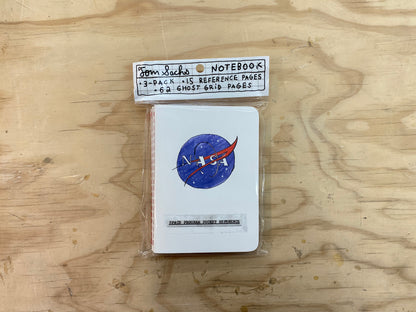 Tom Sachs NOTEBOOK
• 3-PACK • 15 REFERENCE PAGES
• 62 GHOST GRID PAGES
NASA
SPACE PROGRAM POCKET REFERENCE